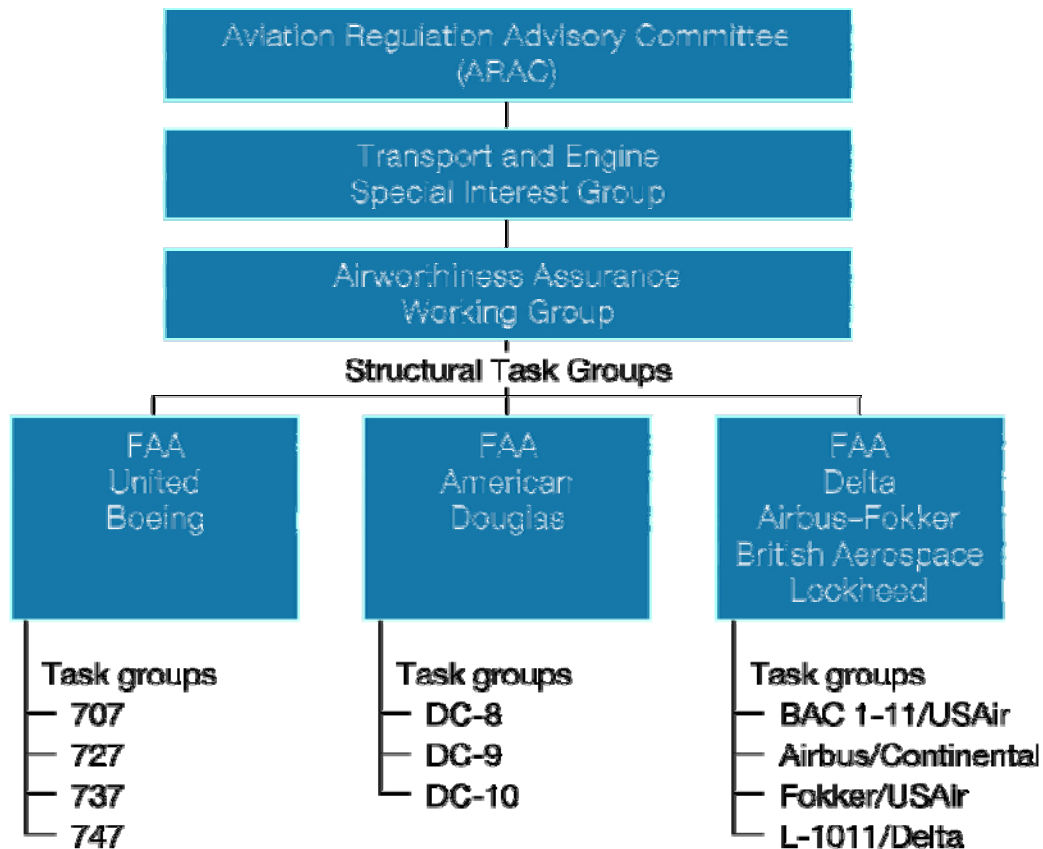 Aviation Regulation Advisory Committee
(ARAC)
Transport and Engine
Special Interest Group
Airworthiness Assurance
Working Group
Structural Task Groups
FAA
United
Boeing
FAA
American
Douglas
FAA
Delta
Airbus–Fokker
British Aerospace
Lockheed
Task groups
707
727
737
747
Task groups
DC-8
DC-9
DC-10
Task groups
BAC 1-11/USAir
Airbus/Continental
Fokker/USAir
L-1011/Delta